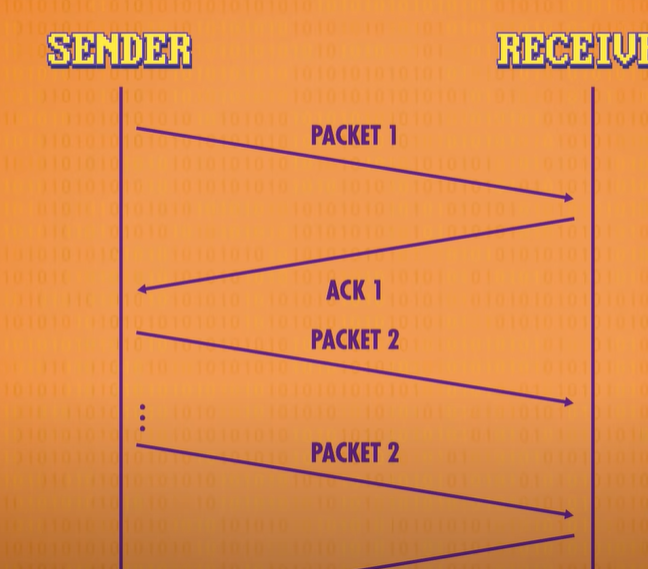 SENDER
RECEIVE
PACKET 1
ACK 1
PACKET 2
PACKET 2